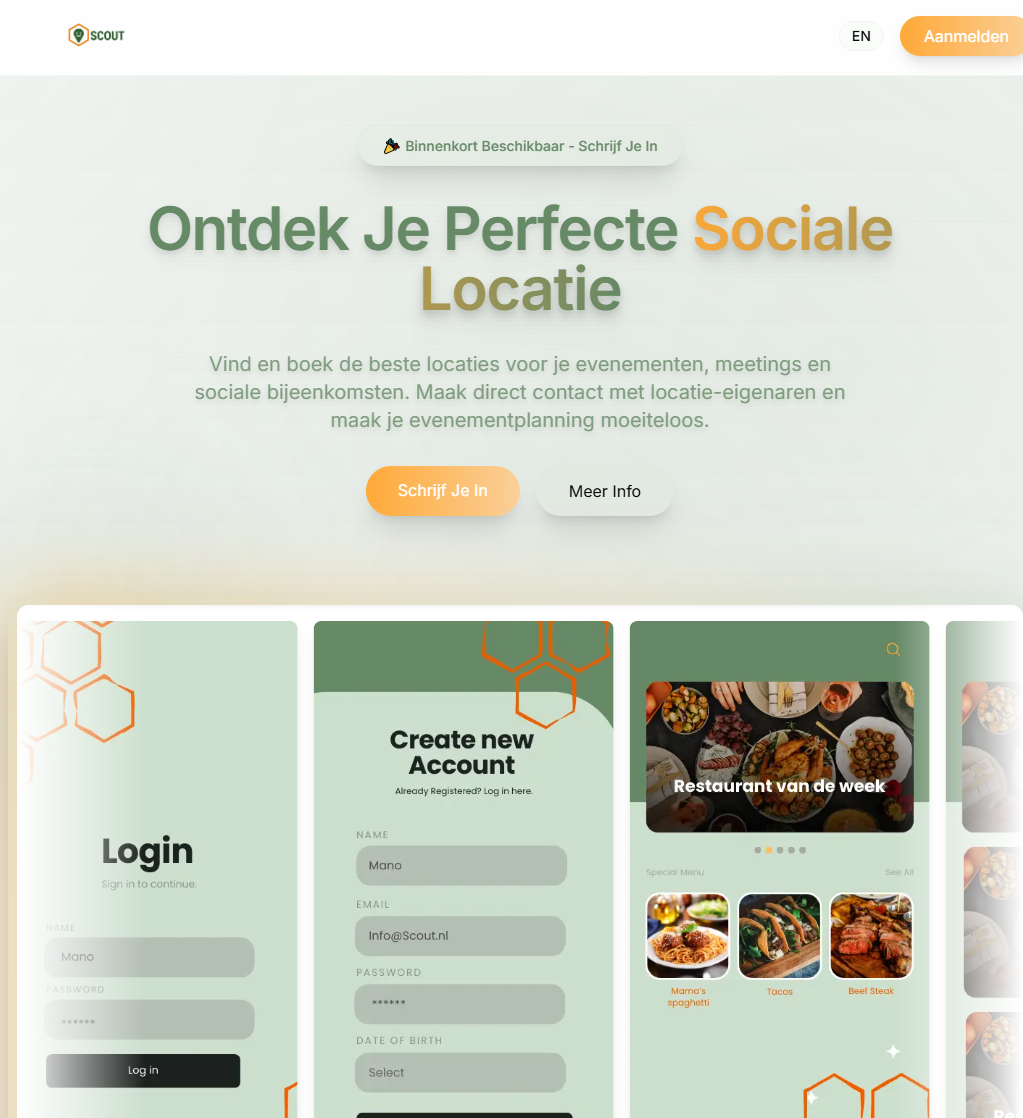 SCOUT
EN
Aanmelden
Binnenkort Beschikbaar - Schrijf Je In
Ontdek Je Perfecte Sociale
Locatie
Vind en boek de beste locaties voor je evenementen, meetings en
sociale bijeenkomsten. Maak direct contact met locatie-eigenaren en
maak je evenementplanning moeiteloos.
Schrijf Je In
Meer Info
Login
Sign in to continue.
NAME
Mano
PASSWORD
******
Log in
Create new
Account
Already Registered? Log in here.
NAME
Mano
EMAIL
Info@Scout.nl
PASSWORD
******
DATE OF BIRTH
Select
Restaurant van de week
Special Menu
See All
Mama's
spaghetti
Tacos
Beef Steak